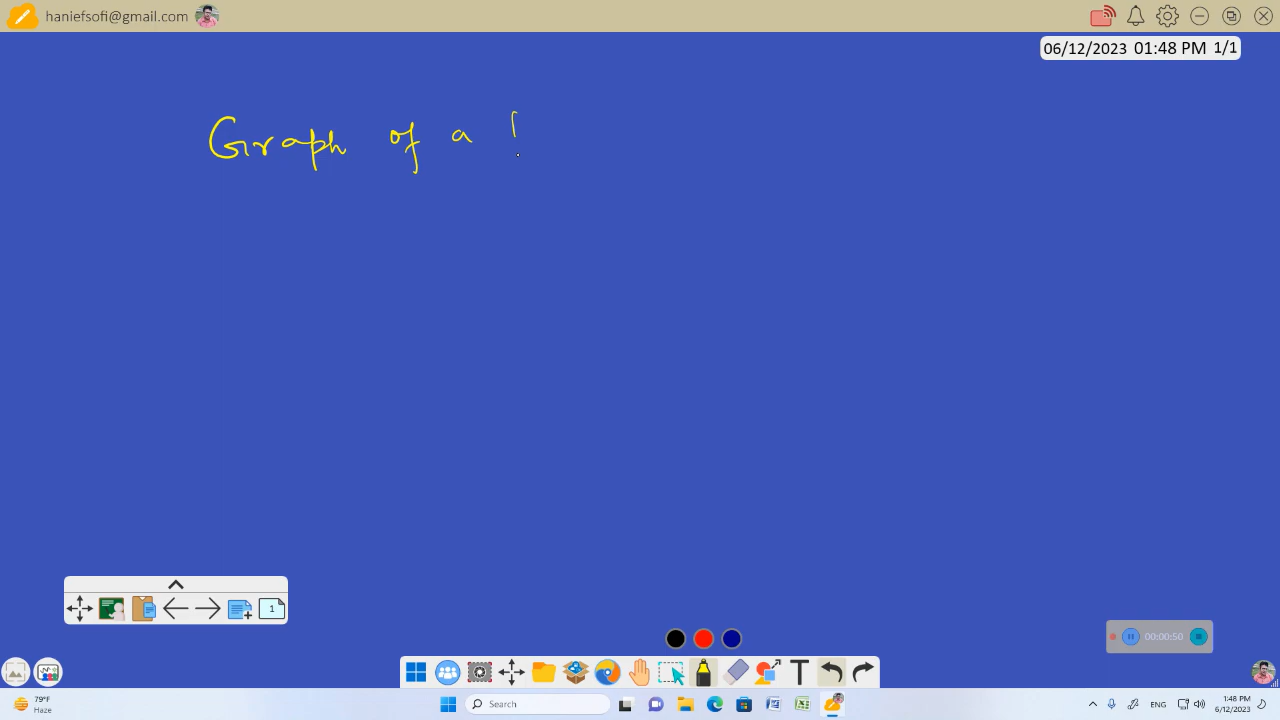 haniefsofi@gmail.com
06/12/2023 01:48 PM 1/1
Graph of a
1
00:00:50
T
79°F
Haze
Search
ENG
1:48 PM
6/12/2023